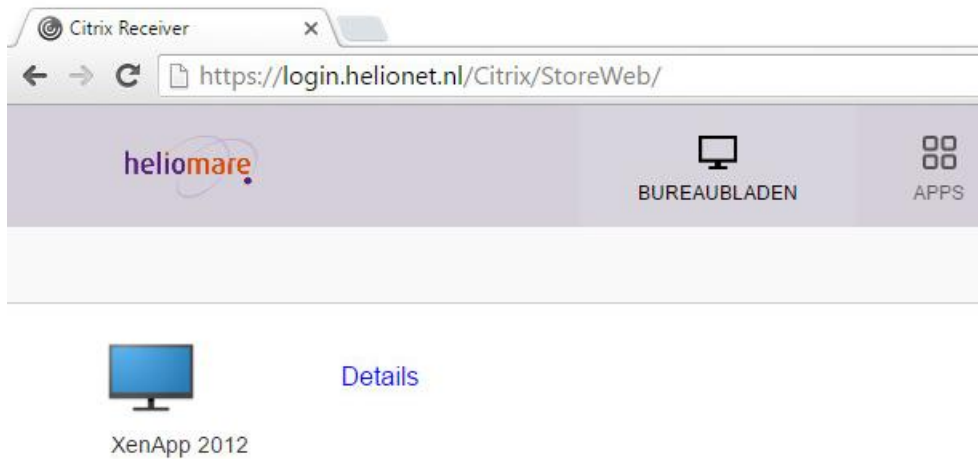 Citrix Receiver
https://login.helionet.nl/Citrix/StoreWeb/
heliomare
BUREAUBLADEN
APPS
Details
XenApp 2012